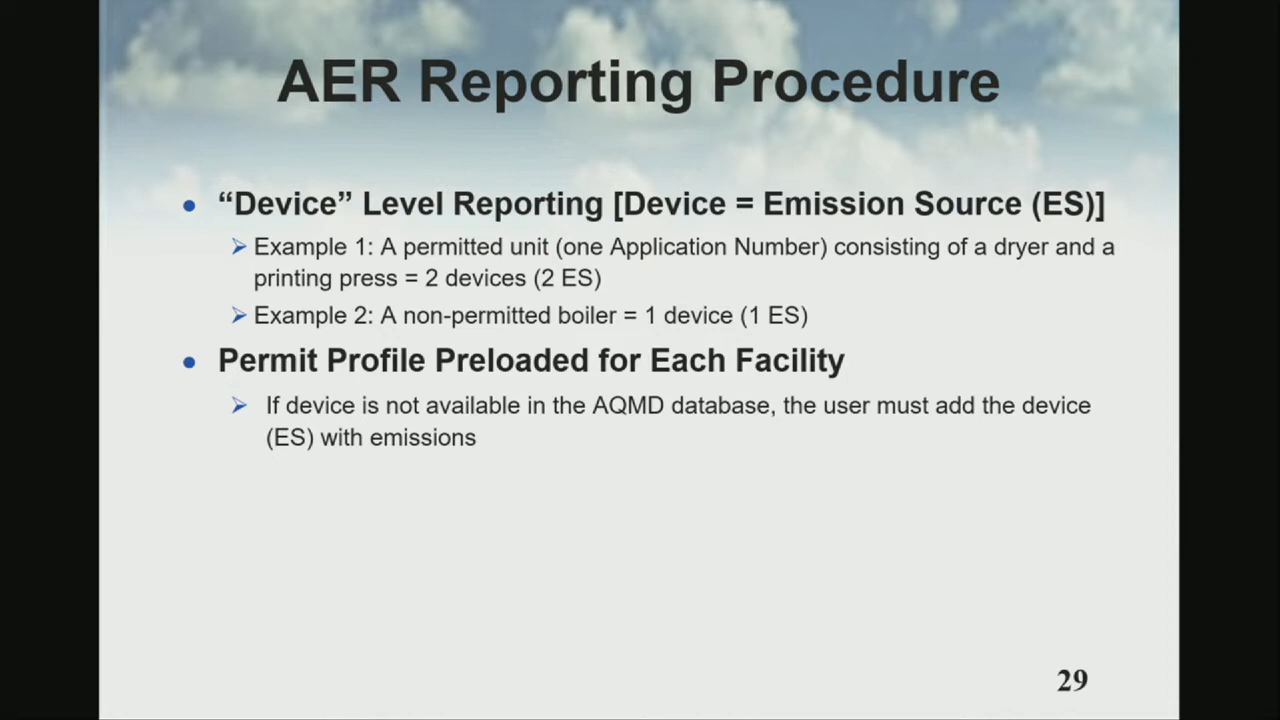 AER Reporting Procedure
• “Device” Level Reporting [Device = Emission Source (ES)]
➢ Example 1: A permitted unit (one Application Number) consisting of a dryer and a
printing press = 2 devices (2 ES)
➢ Example 2: A non-permitted boiler = 1 device (1 ES)
• Permit Profile Preloaded for Each Facility
➢ If device is not available in the AQMD database, the user must add the device
(ES) with emissions
29